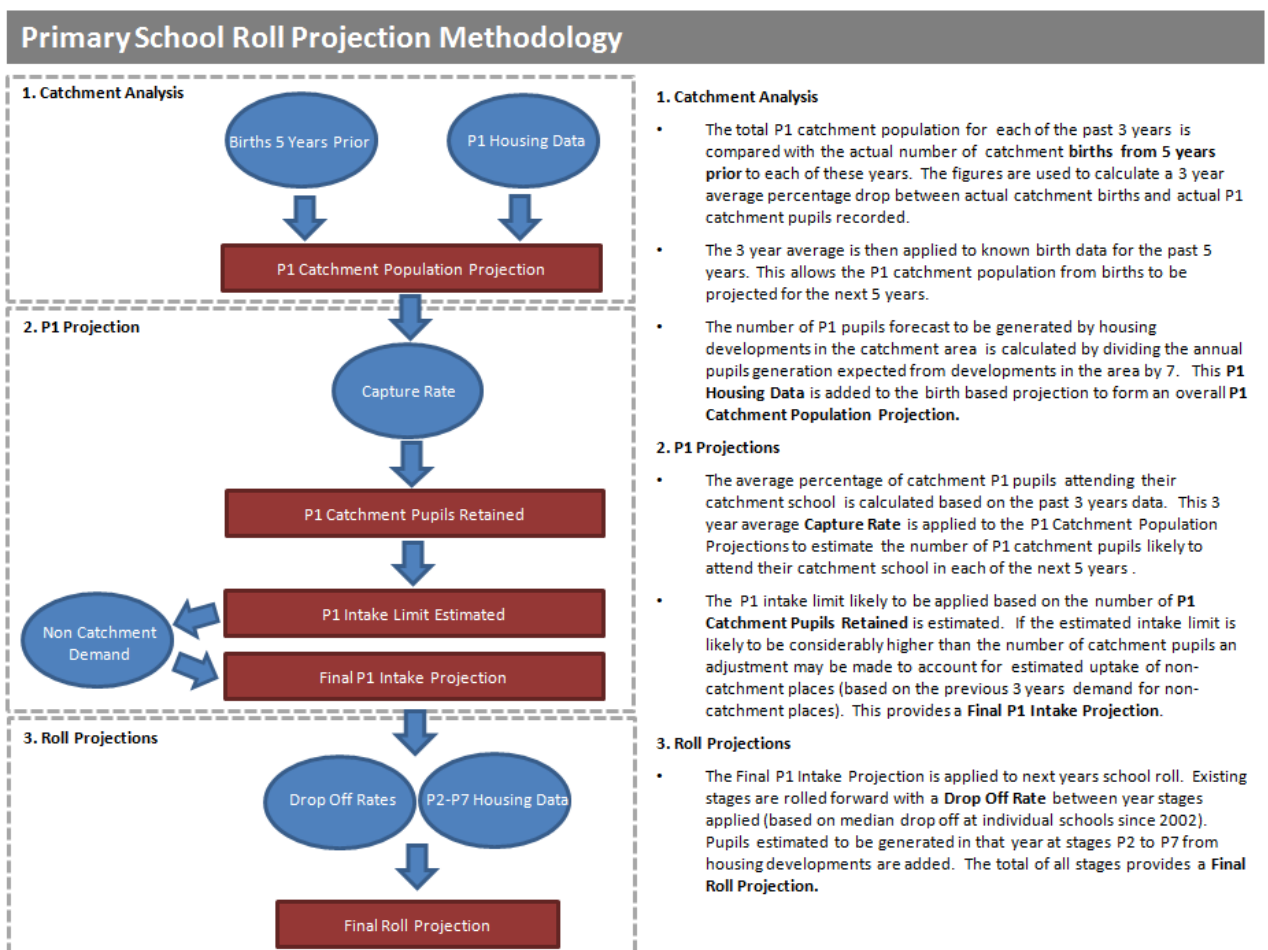 Primary School Roll Projection Methodology
1. Catchment Analysis
Births 5 Years Prior
P1 Housing Data
P1 Catchment Population Projection
2. P1 Projection
Capture Rate
P1 Catchment Pupils Retained
P1 Intake Limit Estimated
Non Catchment
Demand
Final P1 Intake Projection
3. Roll Projections
Drop Off Rates
P2-P7 Housing Data
Final Roll Projection
1. Catchment Analysis
• The total P1 catchment population for each of the past 3 years is
compared with the actual number of catchment births from 5 years
prior to each of these years. The figures are used to calculate a 3 year
average percentage drop between actual catchment births and actual P1
catchment pupils recorded.
• The 3 year average is then applied to known birth data for the past 5
years. This allows the P1 catchment population from births to be
projected for the next 5 years.
• The number of P1 pupils forecast to be generated by housing
developments in the catchment area is calculated by dividing the annual
pupils generation expected from developments in the area by 7. This P1
Housing Data is added to the birth based projection to form an overall P1
Catchment Population Projection.
2. P1 Projections
• The average percentage of catchment P1 pupils attending their
catchment school is calculated based on the past 3 years data. This 3
year average Capture Rate is applied to the P1 Catchment Population
Projections to estimate the number of P1 catchment pupils likely to
attend their catchment school in each of the next 5 years .
• The P1 intake limit likely to be applied based on the number of P1
Catchment Pupils Retained is estimated. If the estimated intake limit is
likely to be considerably higher than the number of catchment pupils an
adjustment may be made to account for estimated uptake of non-
catchment places (based on the previous 3 years demand for non-
catchment places). This provides a Final P1 Intake Projection.
3. Roll Projections
• The Final P1 Intake Projection is applied to next years school roll. Existing
stages are rolled forward with a Drop Off Rate between year stages
applied (based on median drop off at individual schools since 2002).
Pupils estimated to be generated in that year at stages P2 to P7 from
housing developments are added. The total of all stages provides a Final
Roll Projection.